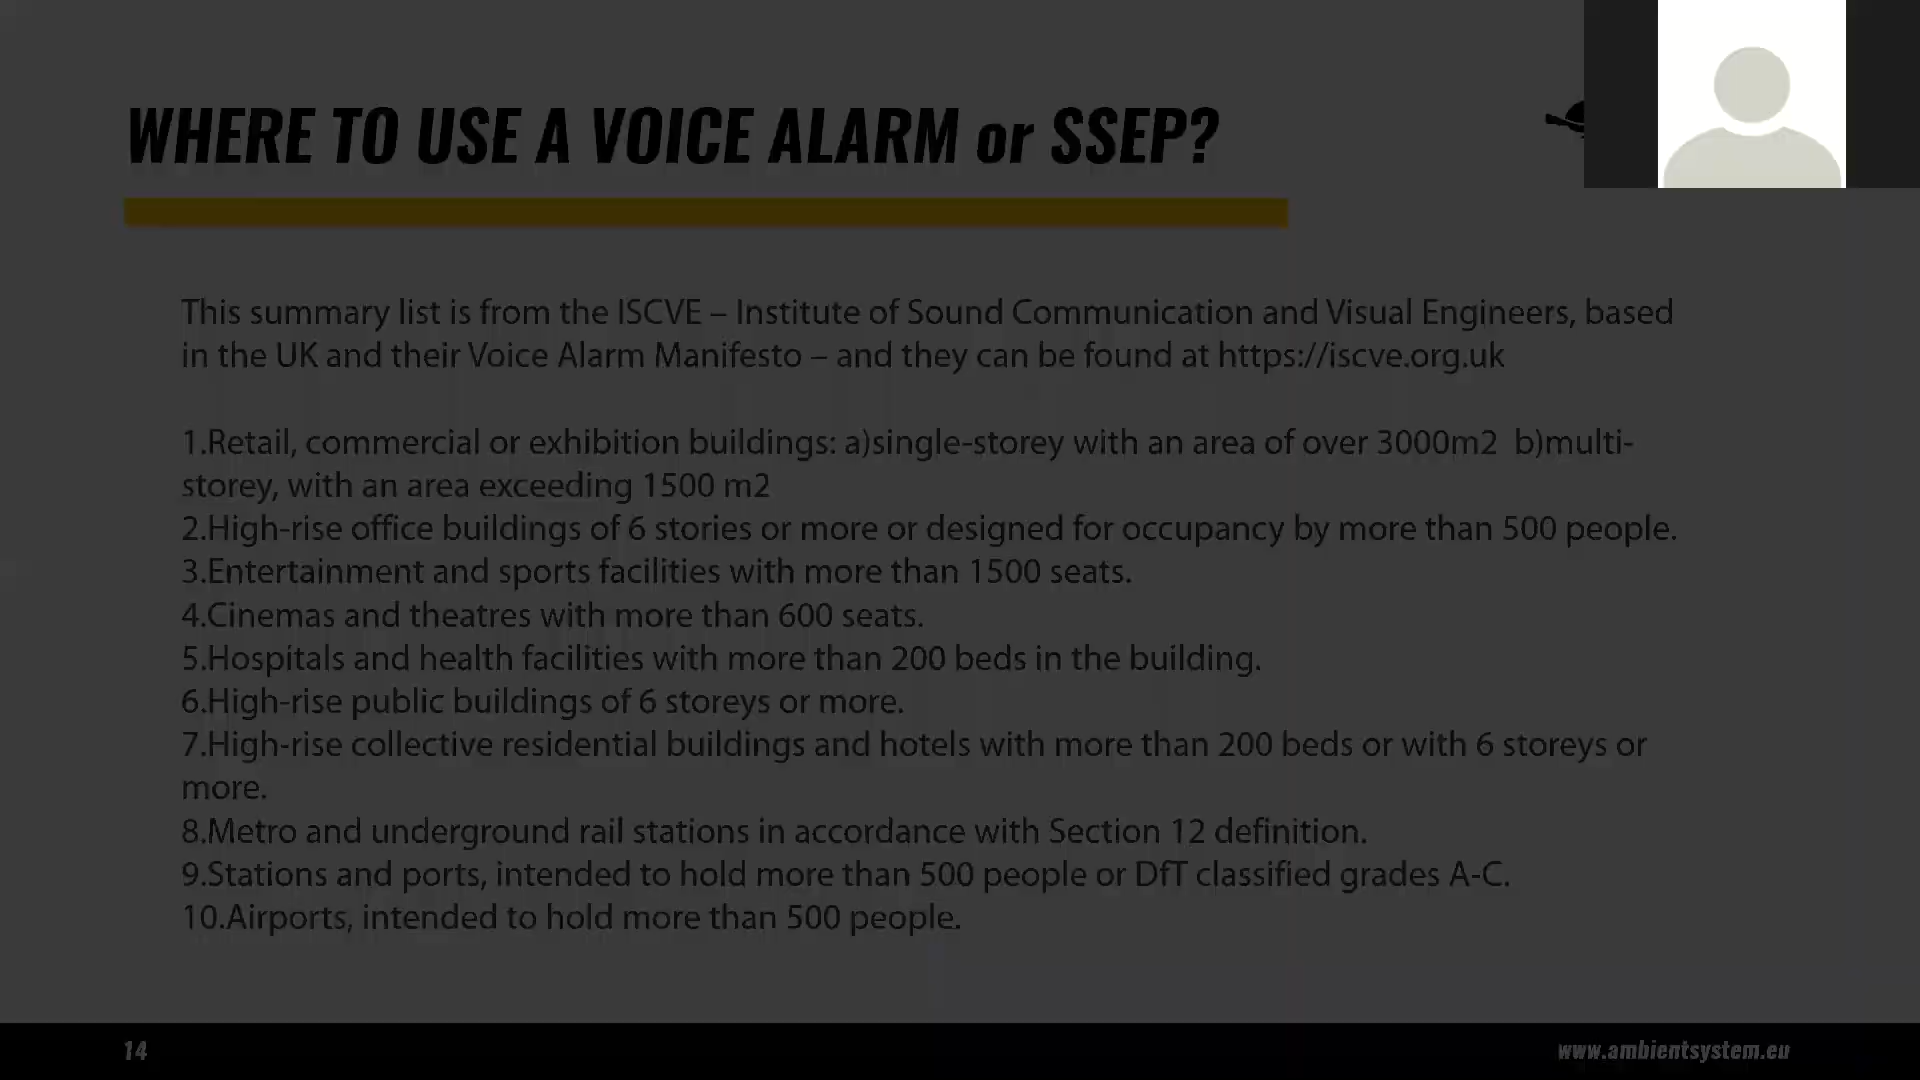 WHERE TO USE A VOICE ALARM or SSEP?
This summary list is from the ISCVE – Institute of Sound Communication and Visual Engineers, based
in the UK and their Voice Alarm Manifesto – and they can be found at https://iscve.org.uk
1.Retail, commercial or exhibition buildings: a)single-storey with an area of over 3000m2  b)multi-
storey, with an area exceeding 1500 m2
2.High-rise office buildings of 6 stories or more or designed for occupancy by more than 500 people.
3.Entertainment and sports facilities with more than 1500 seats.
4.Cinemas and theatres with more than 600 seats.
5.Hospitals and health facilities with more than 200 beds in the building.
6.High-rise public buildings of 6 storeys or more.
7.High-rise collective residential buildings and hotels with more than 200 beds or with 6 storeys or
more.
8.Metro and underground rail stations in accordance with Section 12 definition.
9.Stations and ports, intended to hold more than 500 people or DfT classified grades A-C.
10.Airports, intended to hold more than 500 people.
14
www.ambientsystem.eu